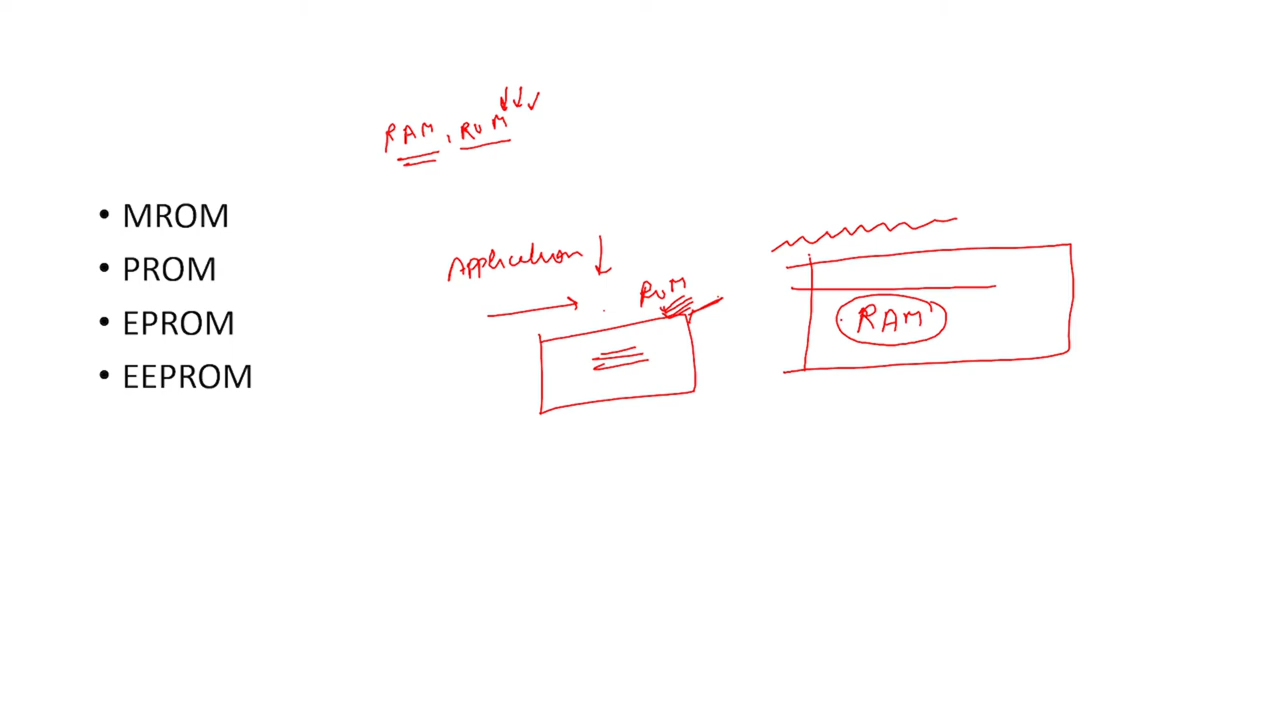 RAM, ROM
• MROM
• PROM
• EPROM
• EEPROM
Application
ROM
RAM